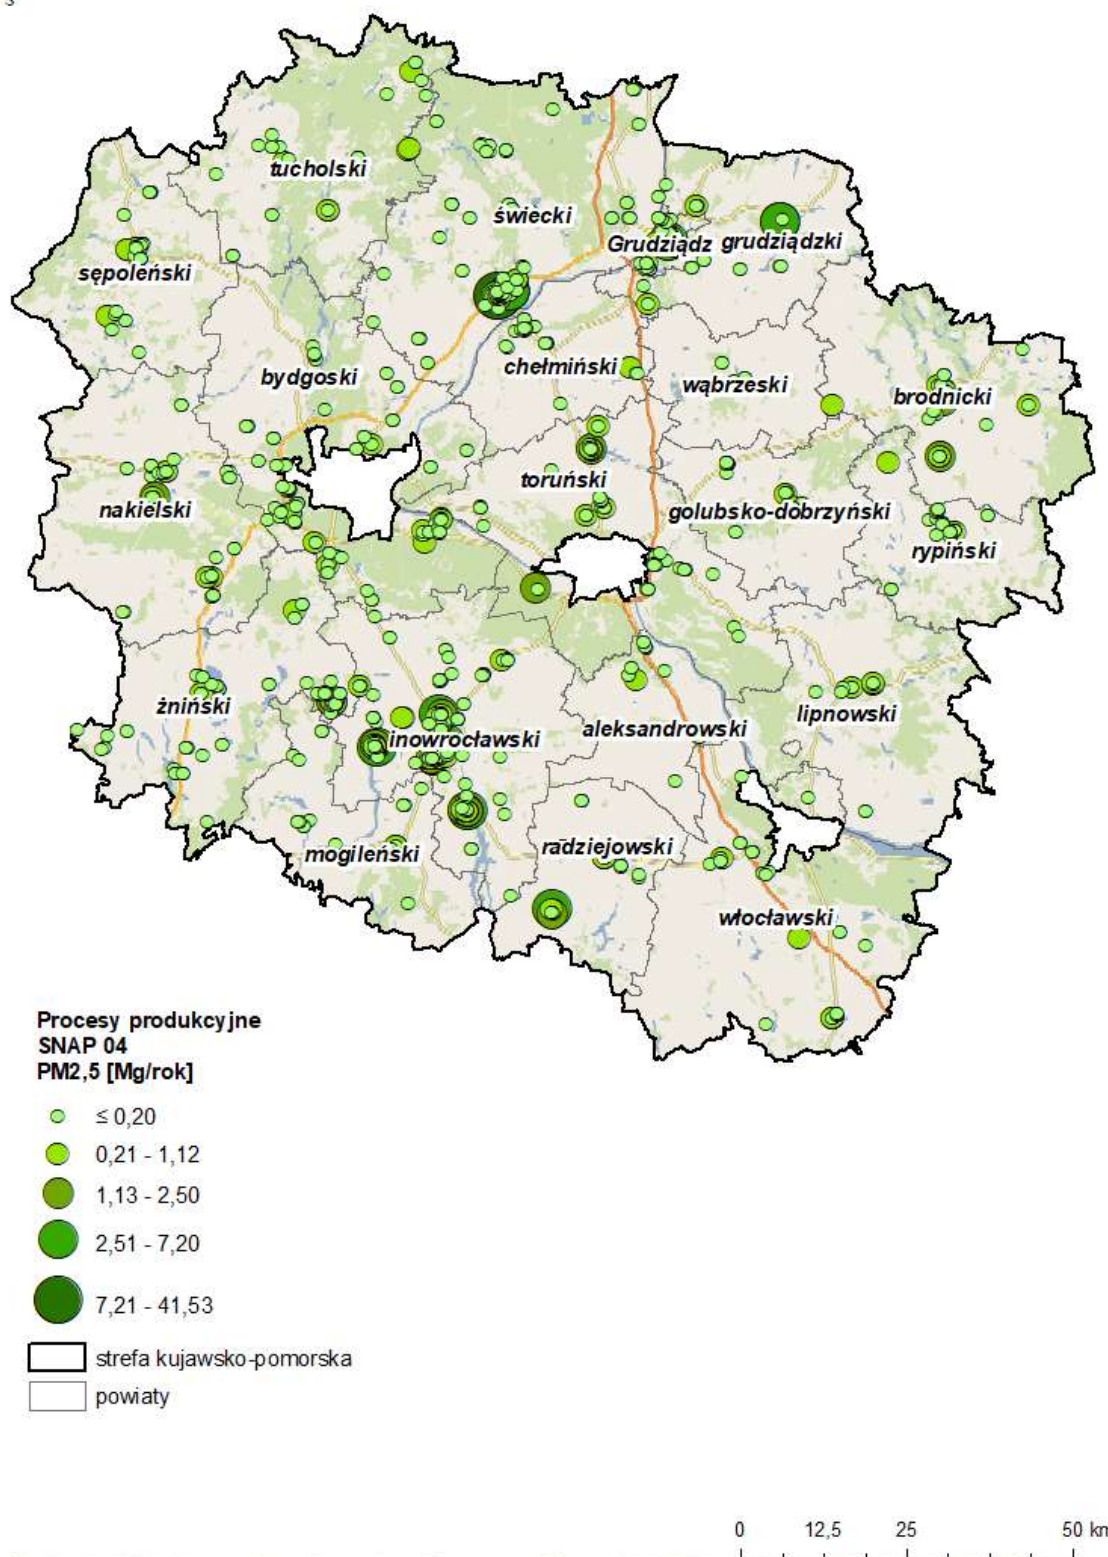 tucholski
świecki
Grudziądz grudziądzki
sępoleński
bydgoski
chełmiński
wąbrzeski
brodnicki
toruński
nakielski
golubsko-dobrzyński
rypiński
żniński
lipnowski
inowrocławski
aleksandrowski
mogileński
radziejowski
włocławski
Procesy produkcyjne
SNAP 04
PM2,5 [Mg/rok]
≤ 0,20
0,21 - 1,12
1,13 - 2,50
2,51 - 7,20
7,21 - 41,53
strefa kujawsko-pomorska
powiaty
0 12,5 25 50 km